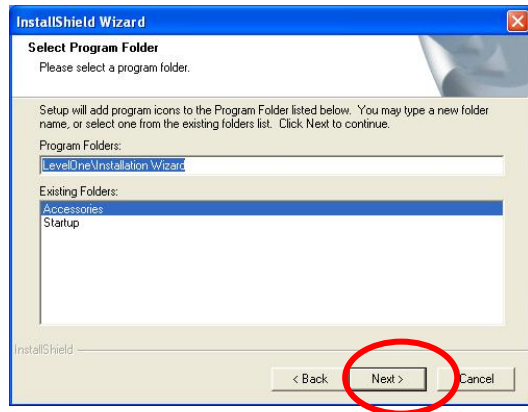 InstallShield Wizard
Select Program Folder
Please select a program folder.
Setup will add program icons to the Program Folder listed below. You may type a new folder
name, or select one from the existing folders list. Click Next to continue.
Program Folders:
LevelOne\Installation Wizard
Existing Folders:
Accessories
Startup
InstallShield
< Back Next > Cancel